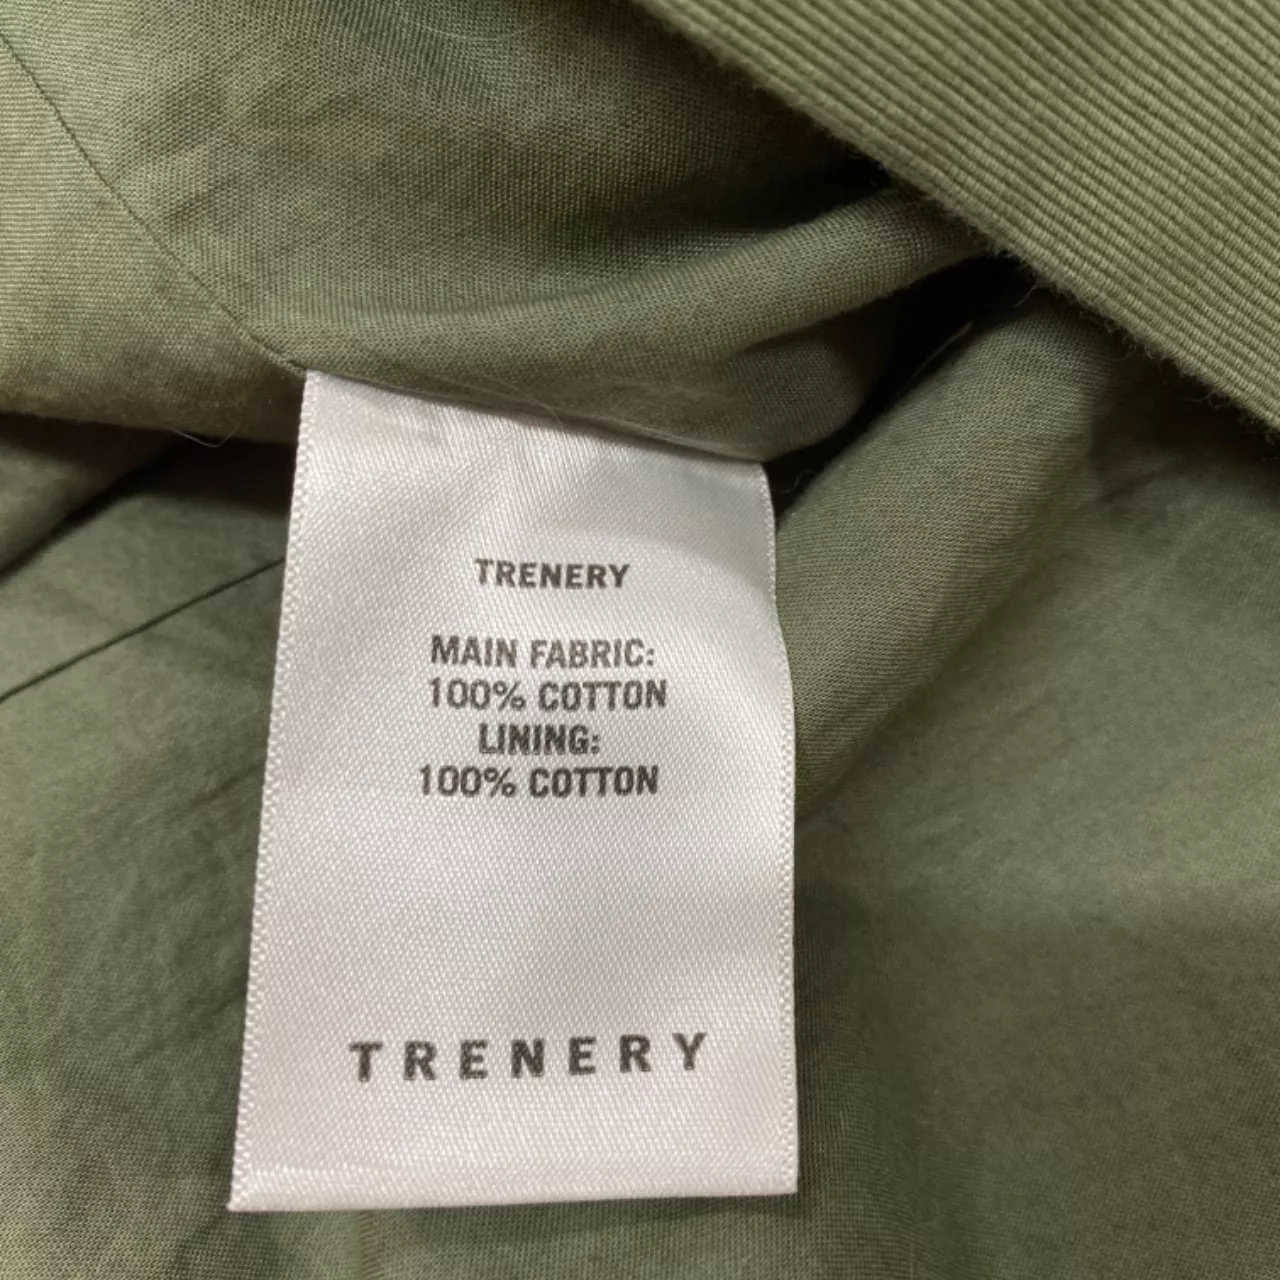 TRENERY
MAIN FABRIC:
100% COTTON
LINING:
100% COTTON
TRENERY